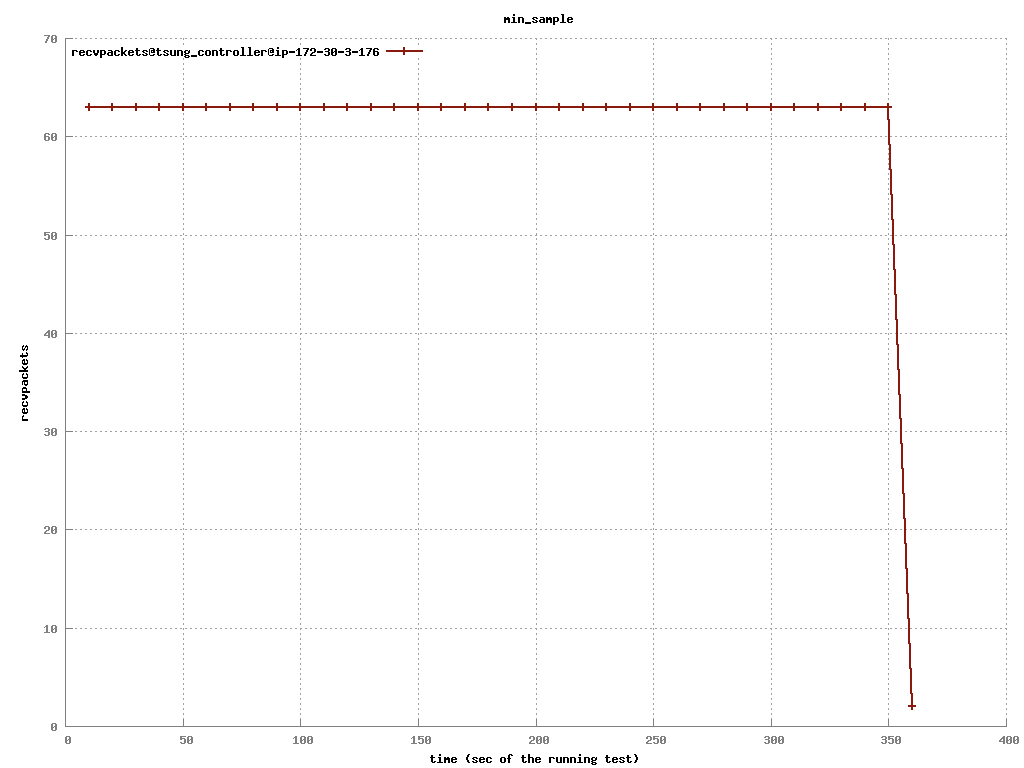 min_sample
70
recvpackets@tsung_controller@ip-172-30-3-176
60
50
40
recvpackets
30
20
10
0
0 50 100 150 200 250 300 350 400
time (sec of the running test)